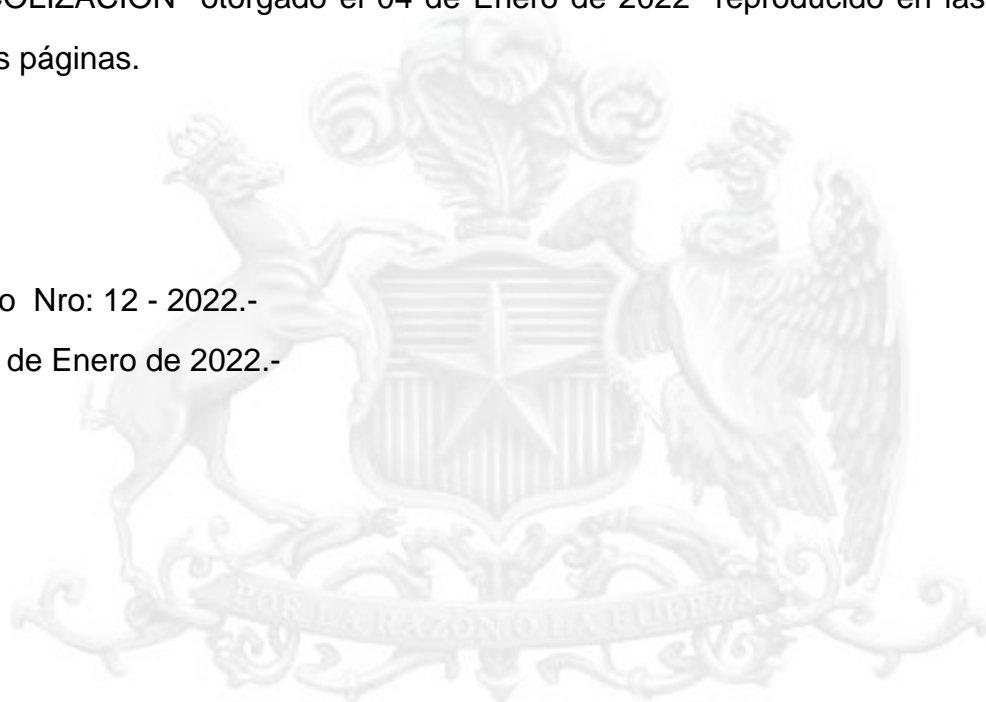 COLIZACION" otorgado el 04 de Enero de 2022 reproducido en las
s páginas.
o Nro: 12 - 2022.-
de Enero de 2022.-
POR LA RAZON O LA FUERZA